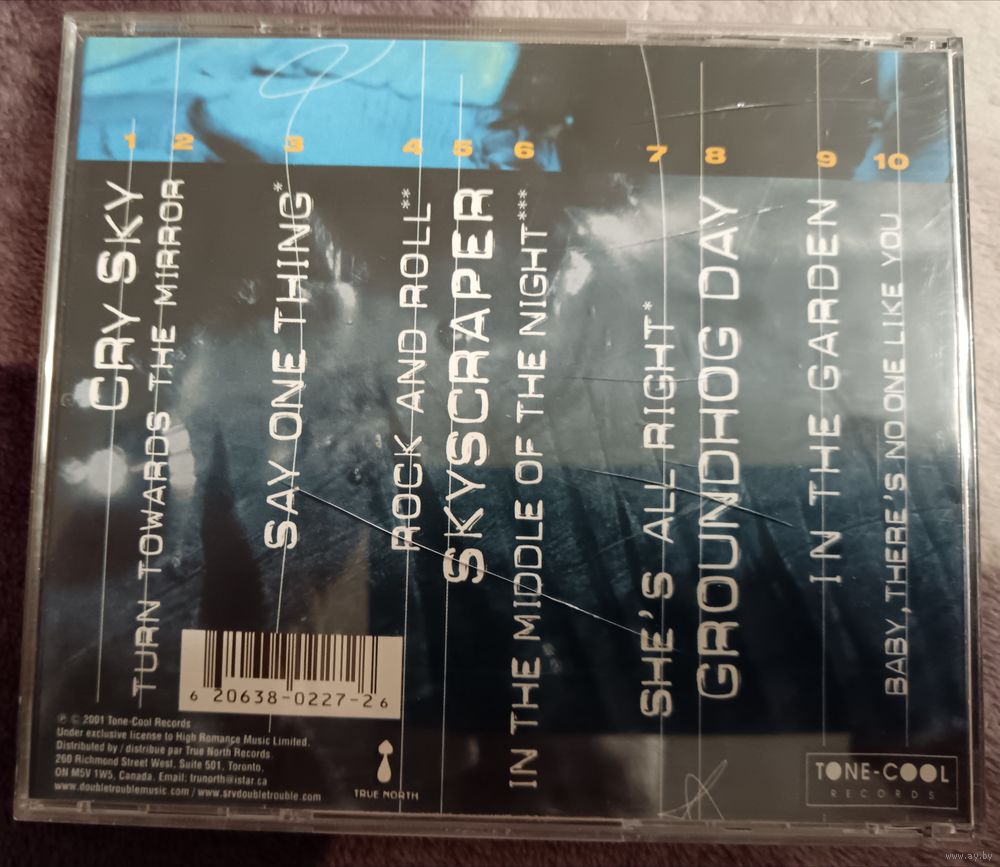 1
2
3
4
5
6
7
8
9
10
CRY SKY
TURN TOWARDS THE MIRROR
SAY ONE THING*
ROCK AND ROLL**
SKYSCRAPER
IN THE MIDDLE OF THE NIGHT***
SHE'S ALL RIGHT*
GROUNDHOG DAY
IN THE GARDEN
BABY, THERE'S NO ONE LIKE YOU
6 20638-0227-2 6
℗ © 2001 Tone-Cool Records
Under exclusive license to High Romance Music Limited.
Distributed by / distribue par True North Records
260 Richmond Street West, Suite 501, Toronto,
ON M5V 1W5, Canada. Email: trunorth@istar.ca
www.doubletroublemusic.com / www.srvdoubletrouble.com
TRUE NORTH
TONE-COOL
RECORDS
www.ay.by